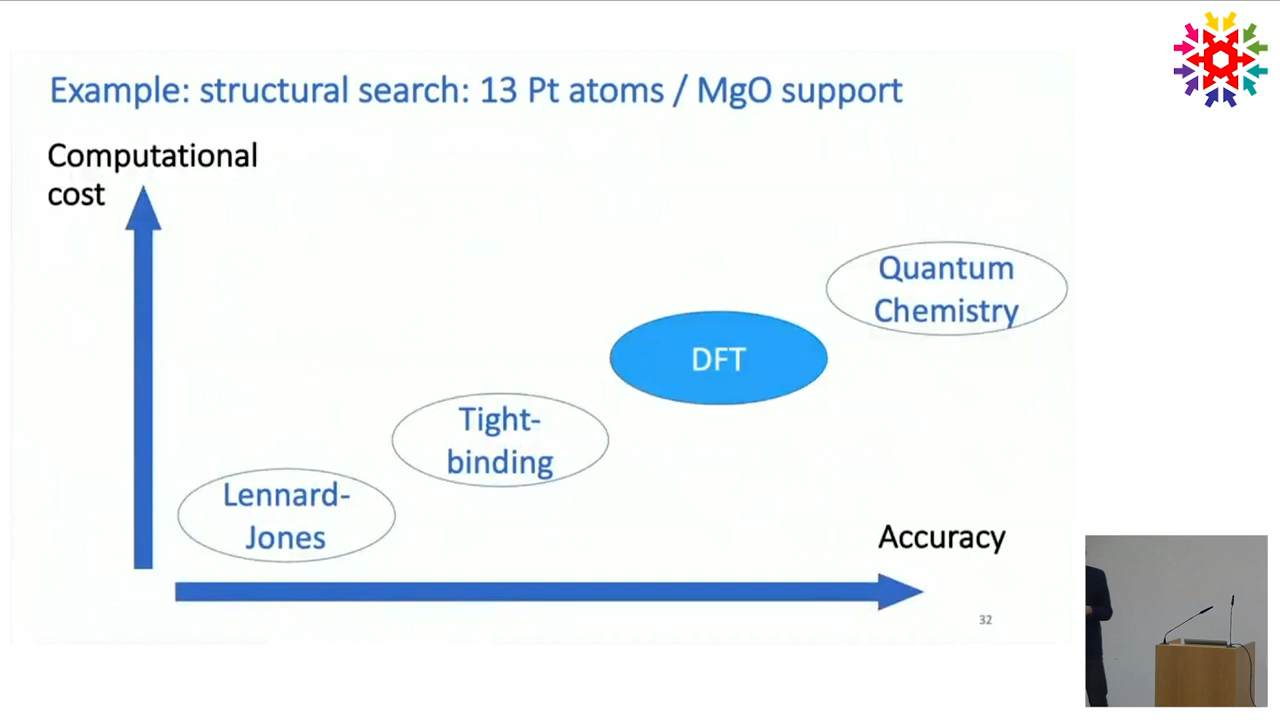 Example: structural search: 13 Pt atoms / MgO support
Computational
cost
Quantum
Chemistry
DFT
Tight-
binding
Lennard-
Jones
Accuracy
32